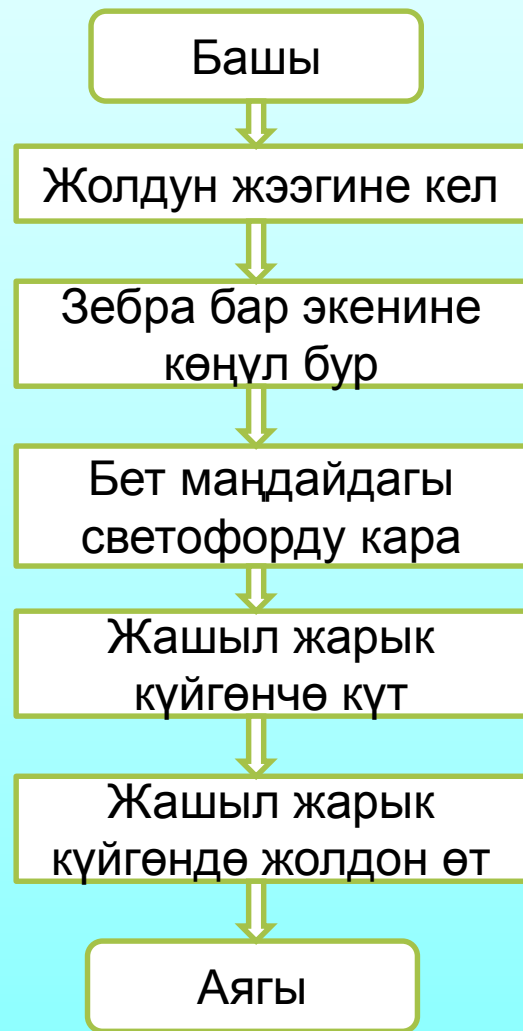 Башы
Жолдун жээгине кел
Зебра бар экенине
көңүл бур
Бет маңдайдагы
светофорду кара
Жашыл жарык
күйгөнчө күт
Жашыл жарык
күйгөндө жолдон өт
Аягы